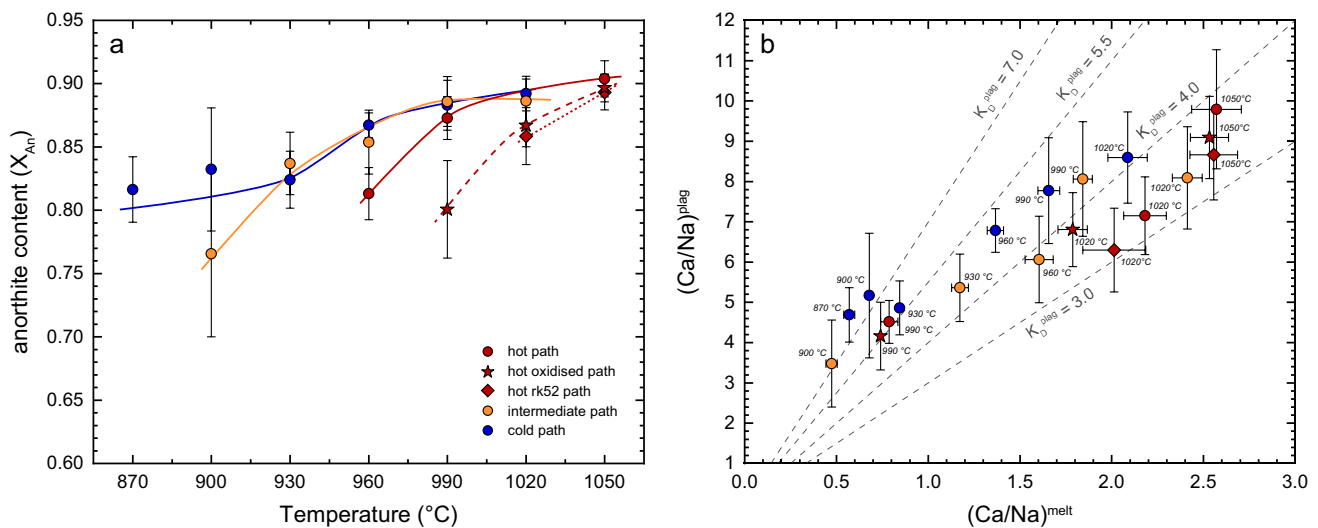 a
anorthite content (X_An)
0.95
0.90
0.85
0.80
0.75
0.70
0.65
0.60
870
900
930
960
990
1020
1050
Temperature (°C)
hot path
hot oxidised path
hot rk52 path
intermediate path
cold path
b
(Ca/Na)^plag
12
11
10
9
8
7
6
5
4
3
2
1
0.0
0.5
1.0
1.5
2.0
2.5
3.0
(Ca/Na)^melt
K_D^plag = 7.0
K_D^plag = 5.5
K_D^plag = 4.0
K_D^plag = 3.0
1050°C
1050°C
1050°C
1020°C
1020°C
1020°C
1020°C
1020°C
990 °C
990 °C
960 °C
960 °C
930 °C
930 °C
990 °C
990 °C
900 °C
870 °C
900 °C